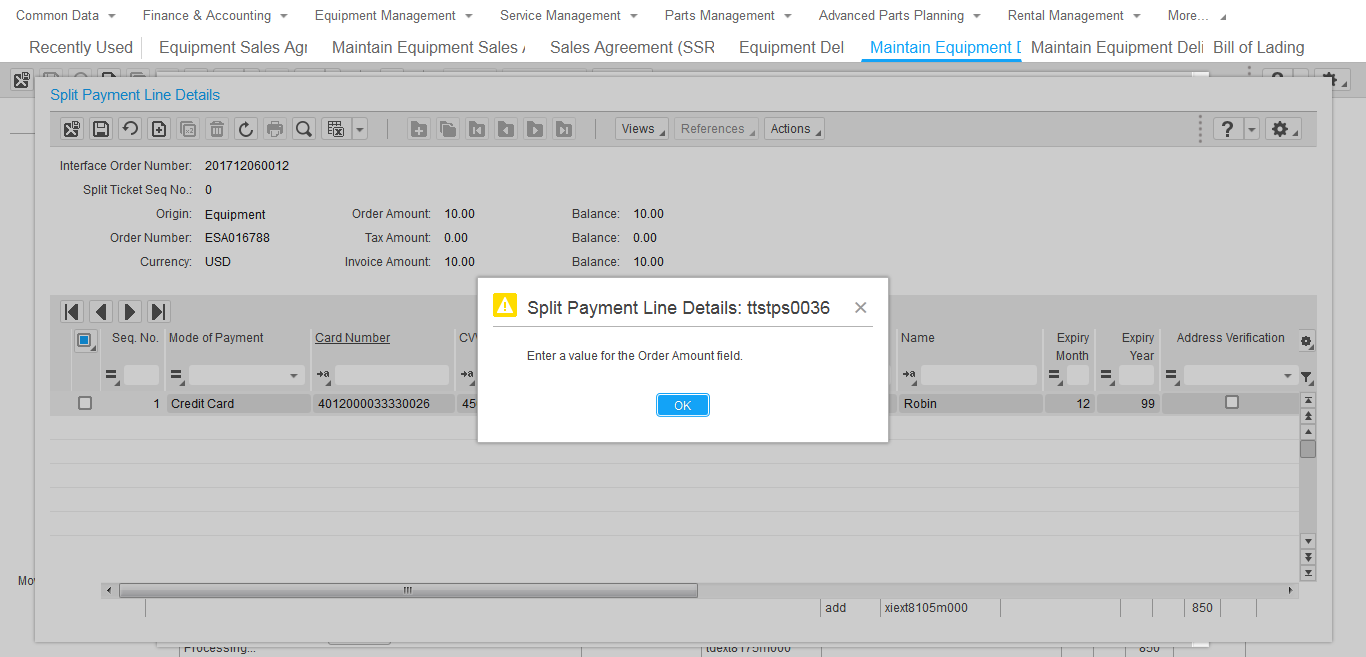 Common Data Finance & Accounting Equipment Management Service Management Parts Management Advanced Parts Planning Rental Management More...
Recently Used Equipment Sales Agr Maintain Equipment Sales Sales Agreement (SSR Equipment Del Maintain Equipment D Maintain Equipment Deli Bill of Lading
Split Payment Line Details
Views References Actions ?
Interface Order Number: 201712060012
Split Ticket Seq No.: 0
Origin: Equipment Order Amount: 10.00 Balance: 10.00
Order Number: ESA016788 Tax Amount: 0.00 Balance: 0.00
Currency: USD Invoice Amount: 10.00 Balance: 10.00
Split Payment Line Details: ttstps0036
Enter a value for the Order Amount field.
OK
Seq. No. Mode of Payment Card Number CV Name Expiry Month Expiry Year Address Verification
1 Credit Card 4012000033330026 45 Robin 12 99
Mo
add xiext8105m000 850
Processing... tdext8175m000 850